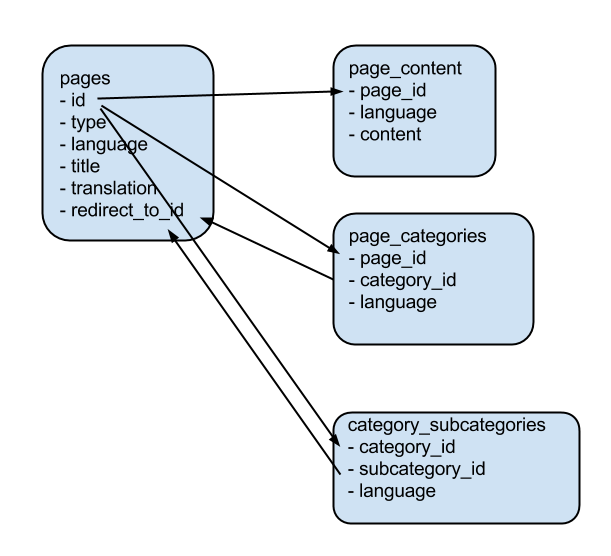 pages
- id
- type
- language
- title
- translation
- redirect_to_id
page_content
- page_id
- language
- content
page_categories
- page_id
- category_id
- language
category_subcategories
- category_id
- subcategory_id
- language